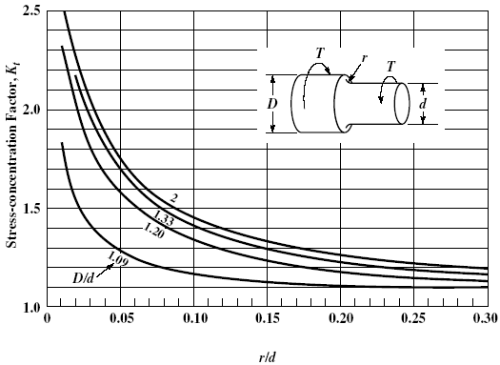 Stress-concentration Factor, Kt
2.5
2.0
1.5
1.0
0
0.05
0.10
0.15
0.20
0.25
0.30
r/d
T
r
T
D
d
2
1.33
1.20
1.09
D/d